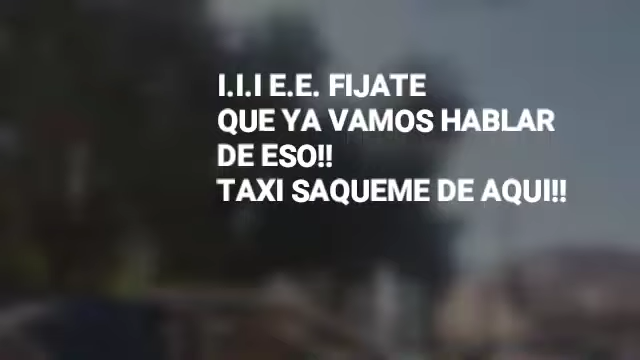 I.I.I E.E. FIJATE
QUE YA VAMOS HABLAR
DE ESO!!
TAXI SAQUEME DE AQUI!!